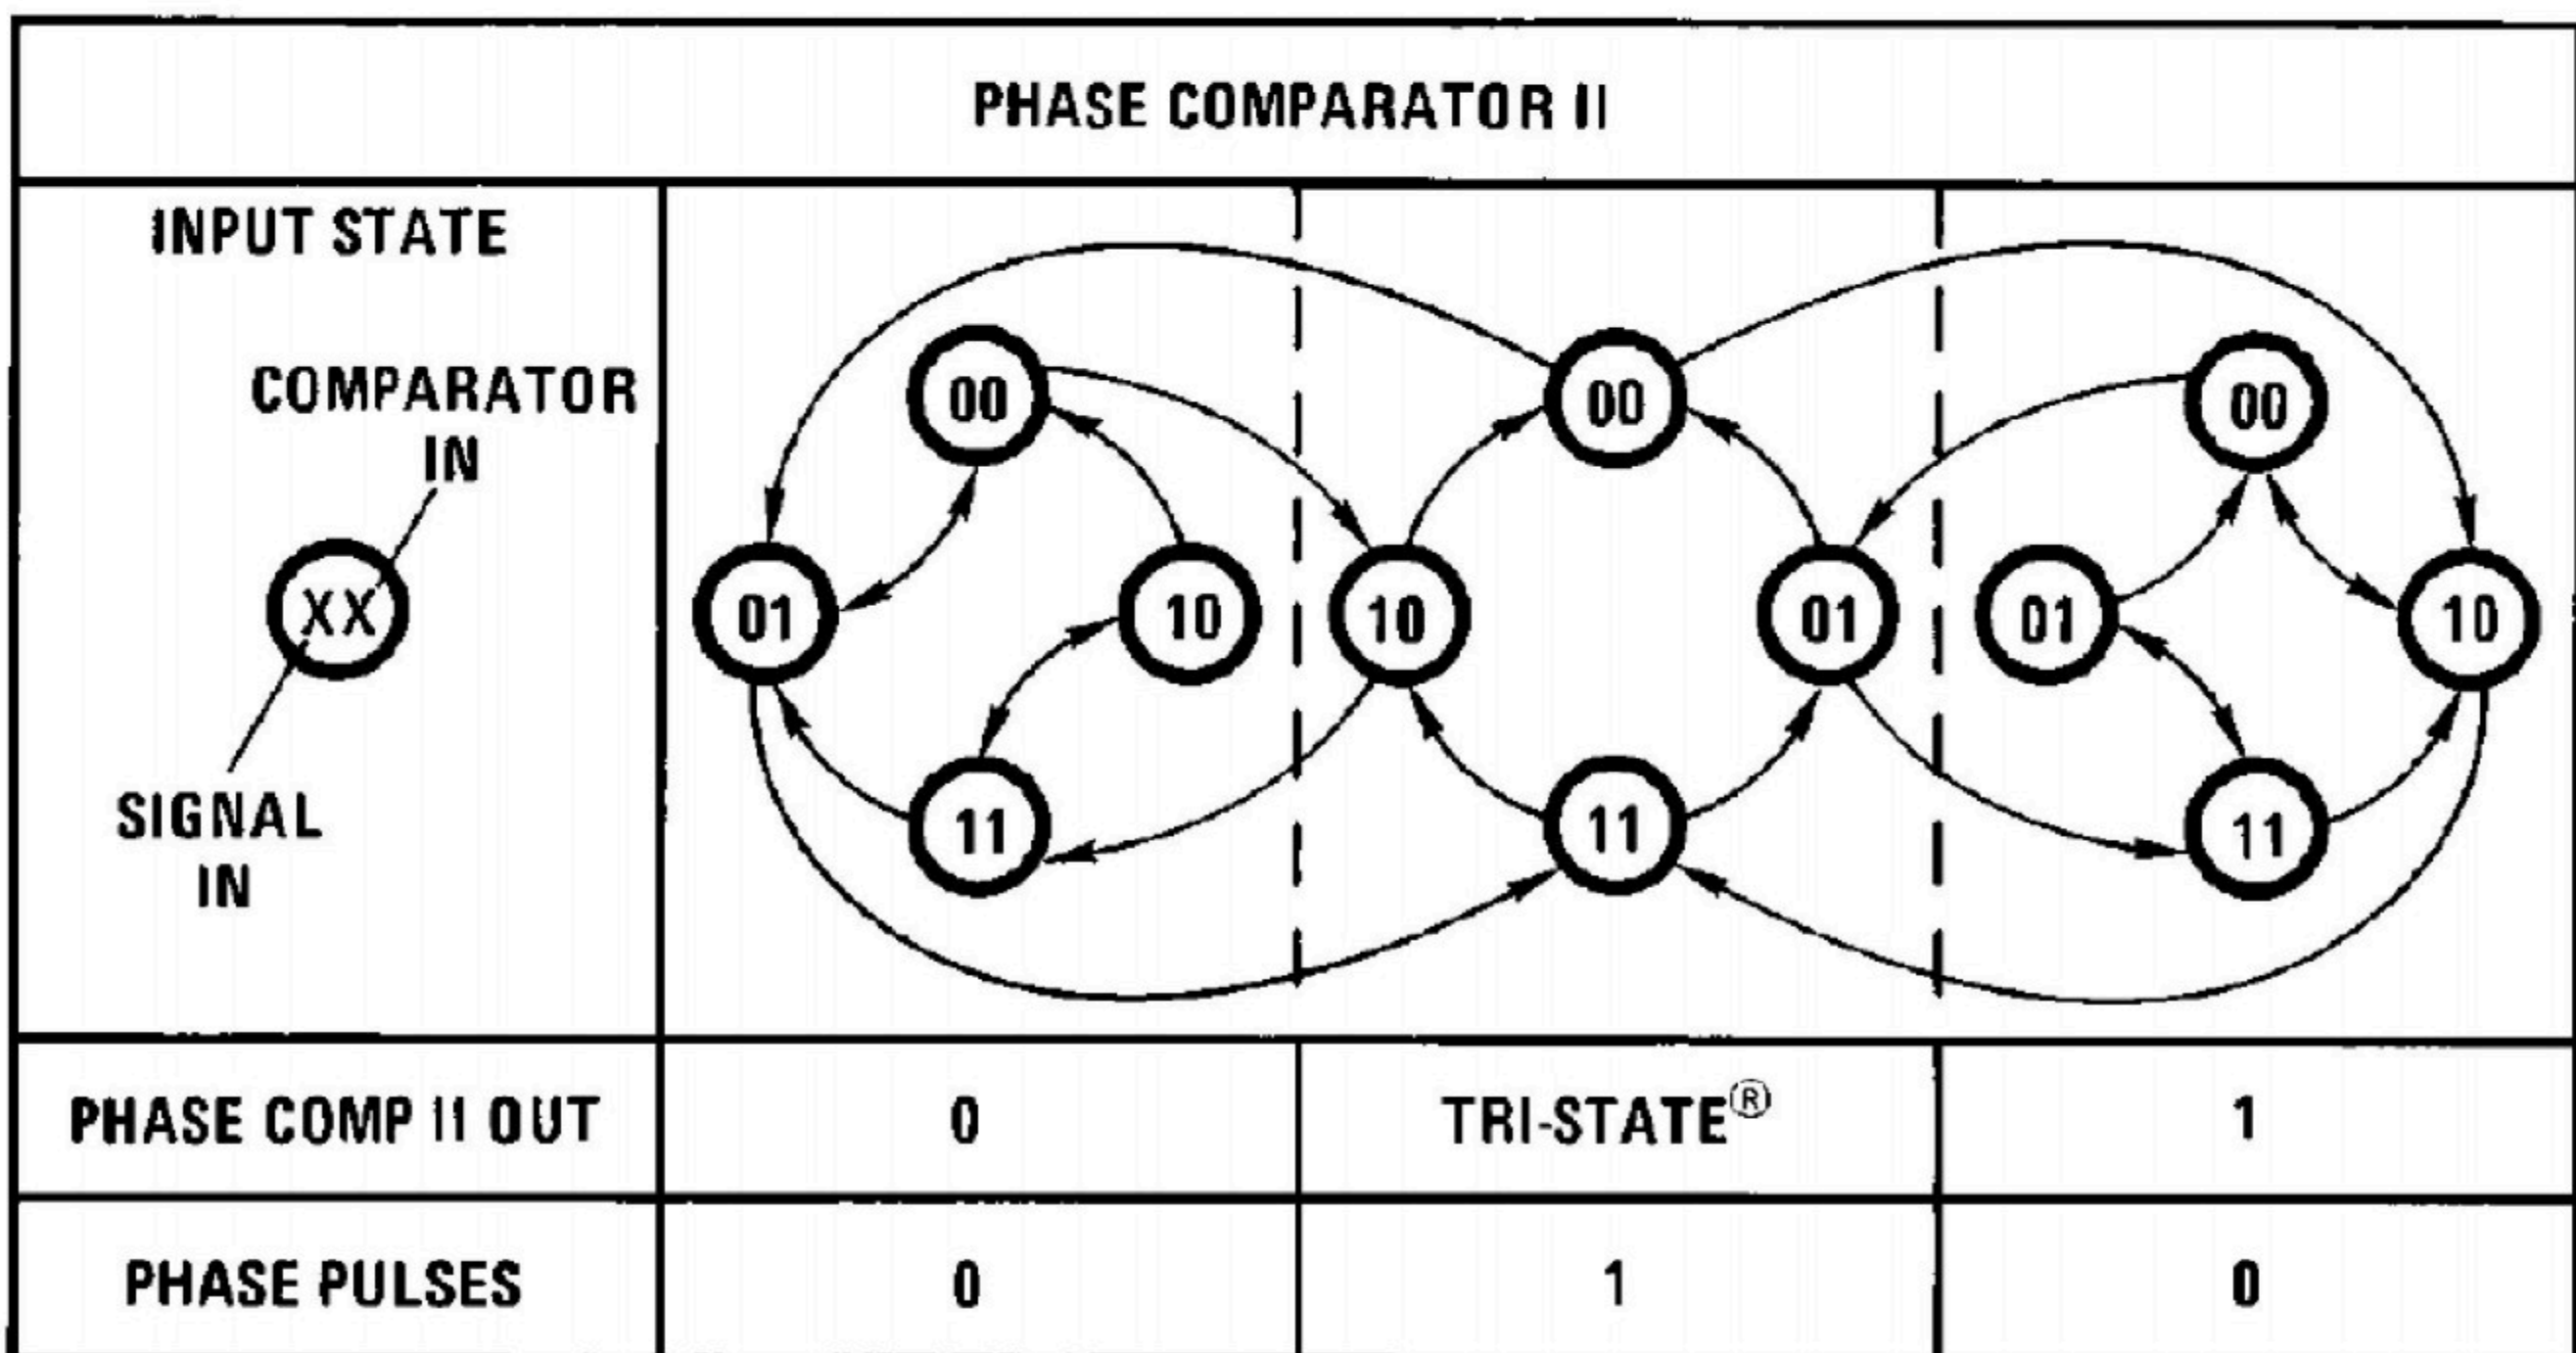 PHASE COMPARATOR II
INPUT STATE
COMPARATOR
IN
XX
SIGNAL
IN
00 00 00
01 10 10 01 01 10
11 11 11
PHASE COMP II OUT 0 TRI-STATE® 1
PHASE PULSES 0 1 0